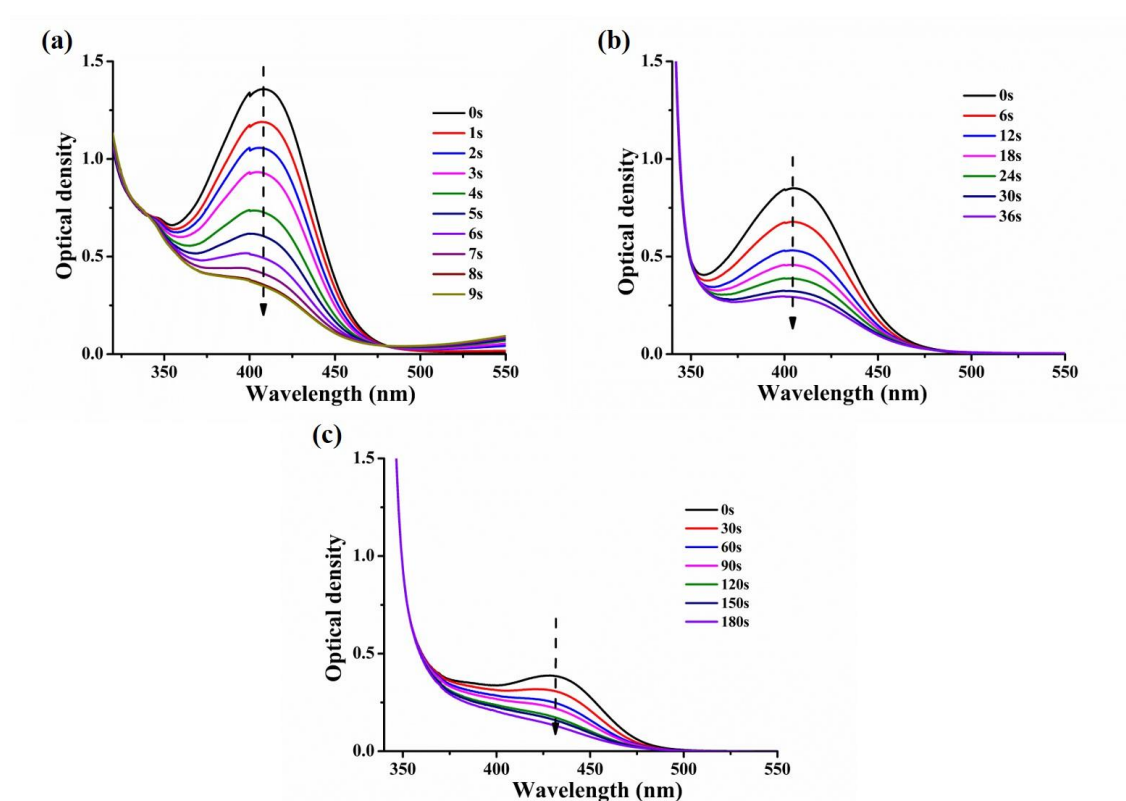 (a)
1.5
1.0
0.5
0.0
Optical density
350 400 450 500 550
Wavelength (nm)
0s
1s
2s
3s
4s
5s
6s
7s
8s
9s
(b)
1.5
1.0
0.5
0.0
Optical density
350 400 450 500 550
Wavelength (nm)
0s
6s
12s
18s
24s
30s
36s
(c)
1.5
1.0
0.5
0.0
Optical density
350 400 450 500 550
Wavelength (nm)
0s
30s
60s
90s
120s
150s
180s